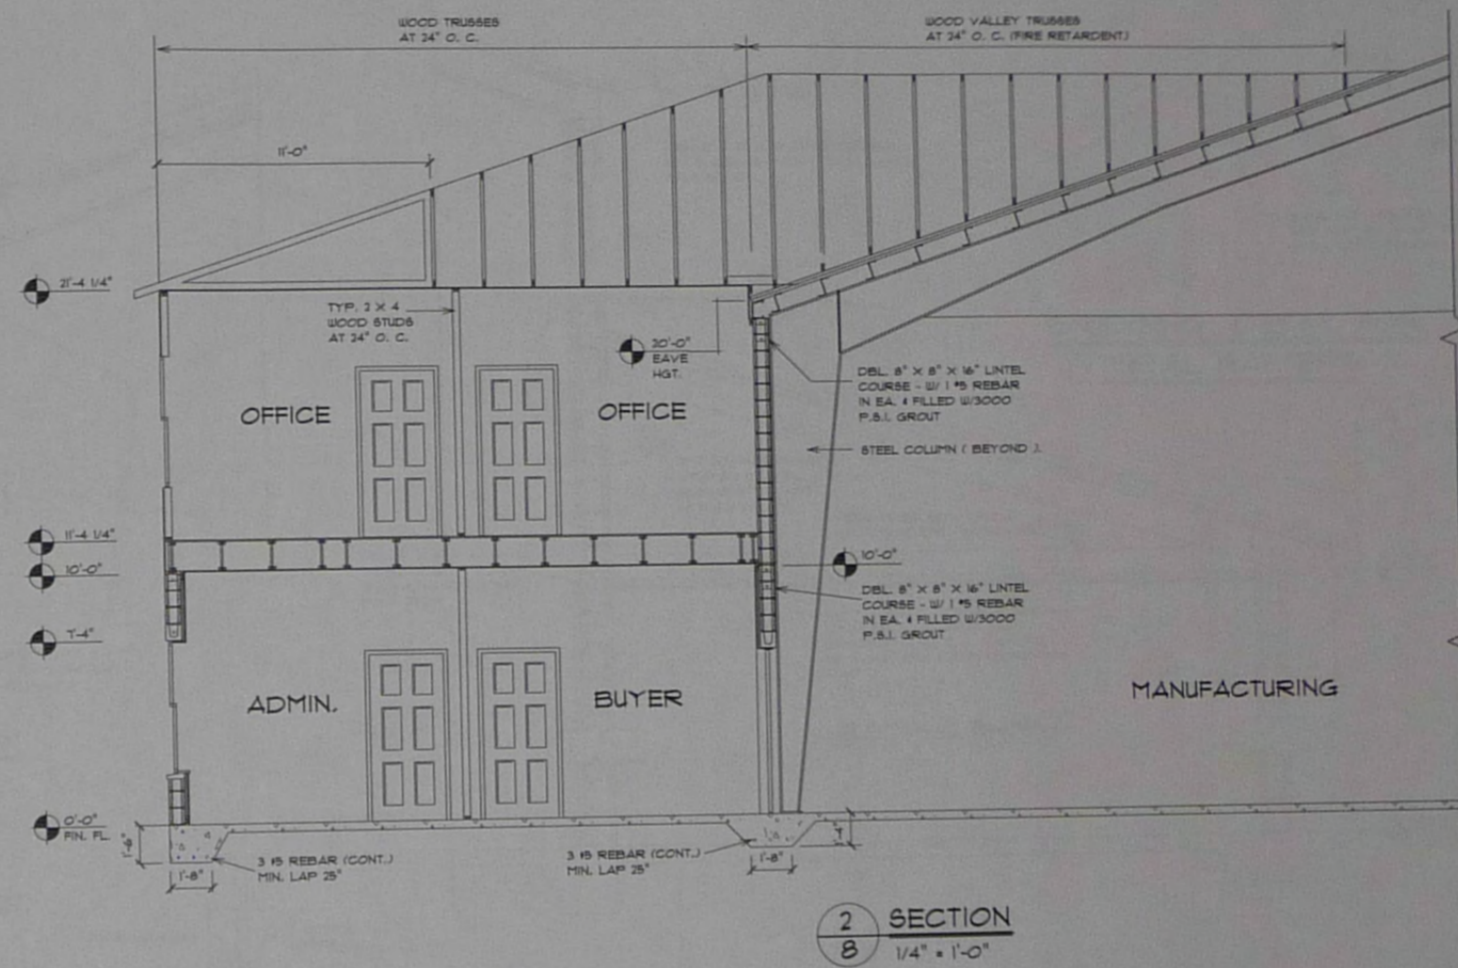 WOOD TRUSSES
AT 24" O. C.
WOOD VALLEY TRUSSES
AT 24" O. C. (FIRE RETARDENT)
11'-0"
21'-4 1/4"
TYP. 2 X 4
WOOD STUDS
AT 24" O. C.
20'-0"
EAVE
HGT.
DBL. 8" X 8" X 16" LINTEL
COURSE - W/ 1 #5 REBAR
IN EA. & FILLED W/3000
P.S.I. GROUT
OFFICE
OFFICE
STEEL COLUMN ( BEYOND ).
11'-4 1/4"
10'-0"
10'-0"
DBL. 8" X 8" X 16" LINTEL
COURSE - W/ 1 #5 REBAR
IN EA. & FILLED W/3000
P.S.I. GROUT
7'-4"
ADMIN.
BUYER
MANUFACTURING
0'-0"
FIN. FL.
1'-8"
3 #5 REBAR (CONT.)
MIN. LAP 25"
3 #5 REBAR (CONT.)
MIN. LAP 25"
1'-8"
1'-8"
2
8
SECTION
1/4" = 1'-0"